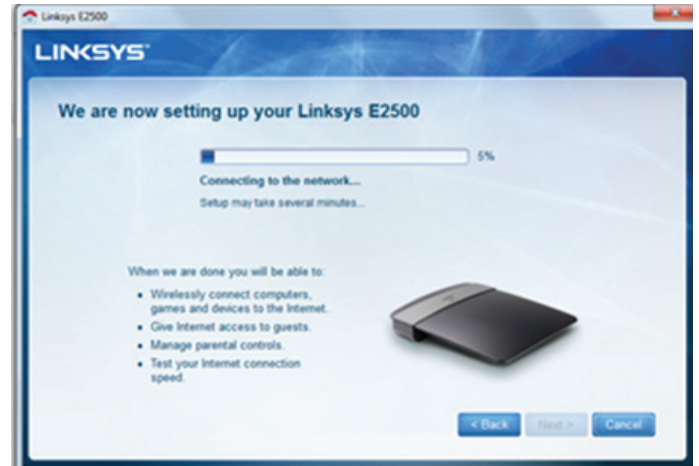 Linksys E2500
LINKSYS
We are now setting up your Linksys E2500
5%
Connecting to the network...
Setup may take several minutes...
When we are done you will be able to:
• Wirelessly connect computers,
games and devices to the Internet.
• Give Internet access to guests.
• Manage parental controls.
• Test your Internet connection
speed.
< Back
Next >
Cancel